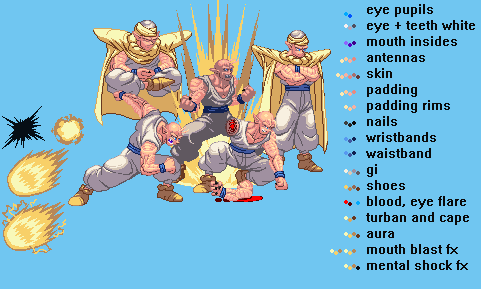 eye pupils
eye + teeth white
mouth insides
antennas
skin
padding
padding rims
nails
wristbands
waistband
gi
shoes
blood, eye flare
turban and cape
aura
mouth blast fx
mental shock fx